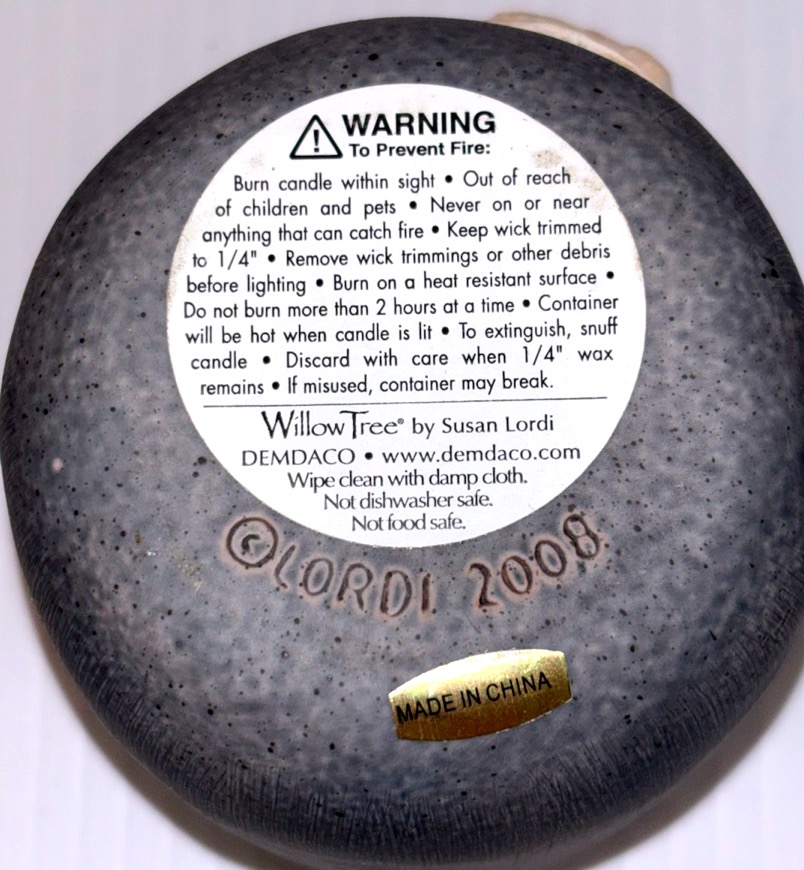 WARNING
To Prevent Fire:
Burn candle within sight • Out of reach
of children and pets • Never on or near
anything that can catch fire • Keep wick trimmed
to 1/4" • Remove wick trimmings or other debris
before lighting • Burn on a heat resistant surface •
Do not burn more than 2 hours at a time • Container
will be hot when candle is lit • To extinguish, snuff
candle • Discard with care when 1/4" wax
remains • If misused, container may break.
Willow Tree® by Susan Lordi
DEMDACO • www.demdaco.com
Wipe clean with damp cloth.
Not dishwasher safe.
Not food safe.
©LORDI 2008
MADE IN CHINA